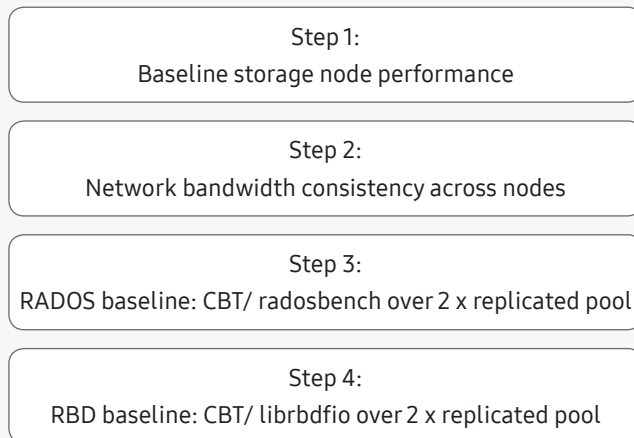 Step 1:
Baseline storage node performance
Step 2:
Network bandwidth consistency across nodes
Step 3:
RADOS baseline: CBT/ radosbench over 2 x replicated pool
Step 4:
RBD baseline: CBT/ librbdfio over 2 x replicated pool